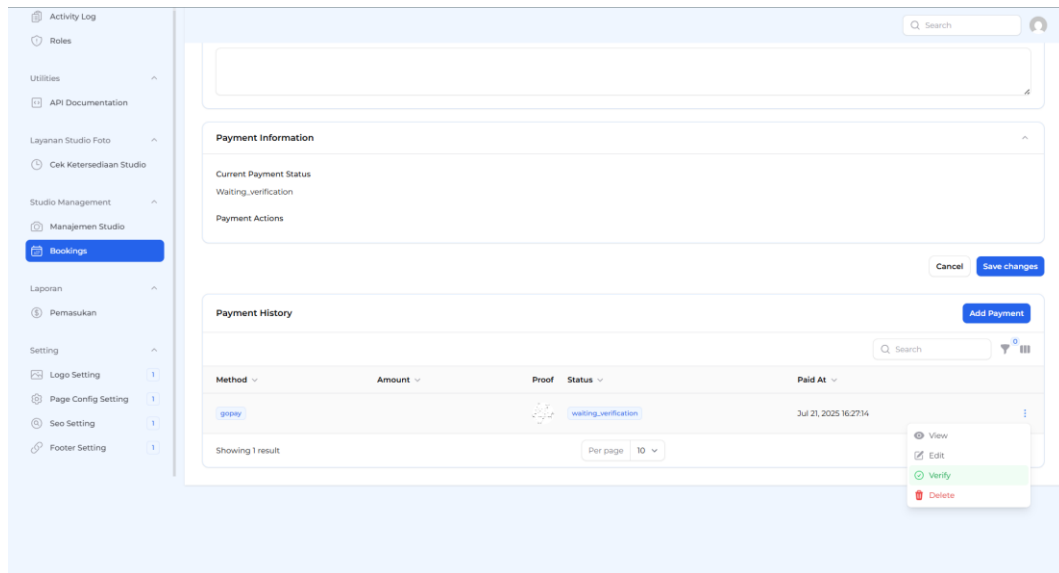 Activity Log
Search
Roles
Utilities
API Documentation
Layanan Studio Foto
Cek Ketersediaan Studio
Studio Management
Manajemen Studio
Bookings
Laporan
Pemasukan
Setting
Logo Setting 1
Page Config Setting 1
Seo Setting 1
Footer Setting 1
Payment Information
Current Payment Status
Waiting_verification
Payment Actions
Cancel Save changes
Payment History Add Payment
Search 0
Method Amount Proof Status Paid At
gopay waiting_verification Jul 21, 2025 16:27:14
Showing 1 result Per page 10
View
Edit
Verify
Delete